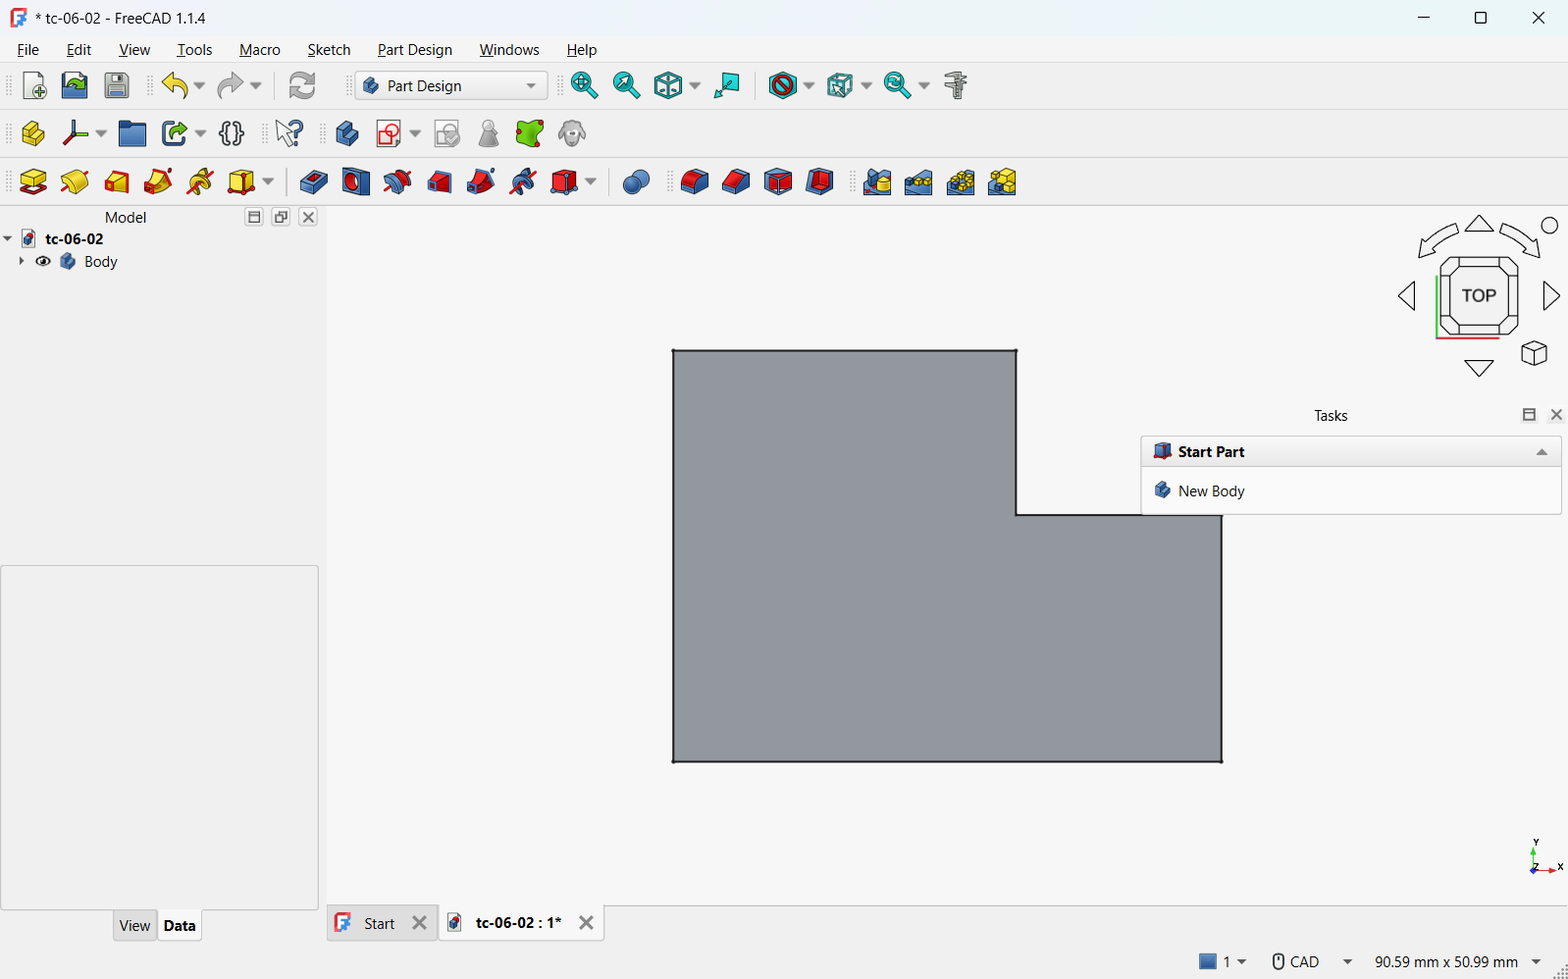 * tc-06-02 - FreeCAD 1.1.4
File Edit View Tools Macro Sketch Part Design Windows Help
Part Design
Model
tc-06-02
Body
TOP
Tasks
Start Part
New Body
Y
Z X
View Data
Start tc-06-02 : 1*
1 CAD 90.59 mm x 50.99 mm